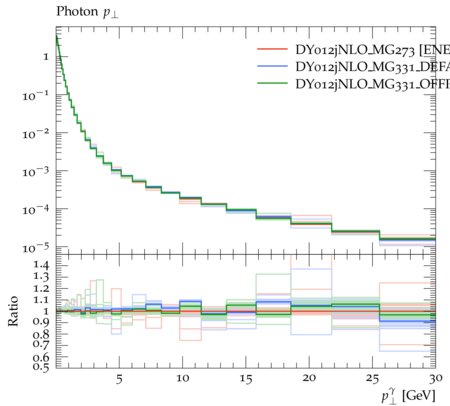 Photon p⊥
DY012jNLO_MG273 [ENE
DY012jNLO_MG331_DEFA
DY012jNLO_MG331_OFFI
1
10⁻¹
10⁻²
10⁻³
10⁻⁴
10⁻⁵
1.4
1.3
1.2
1.1
1.0
0.9
0.8
0.7
0.6
0.5
Ratio
5 10 15 20 25 30
p⊥^γ [GeV]